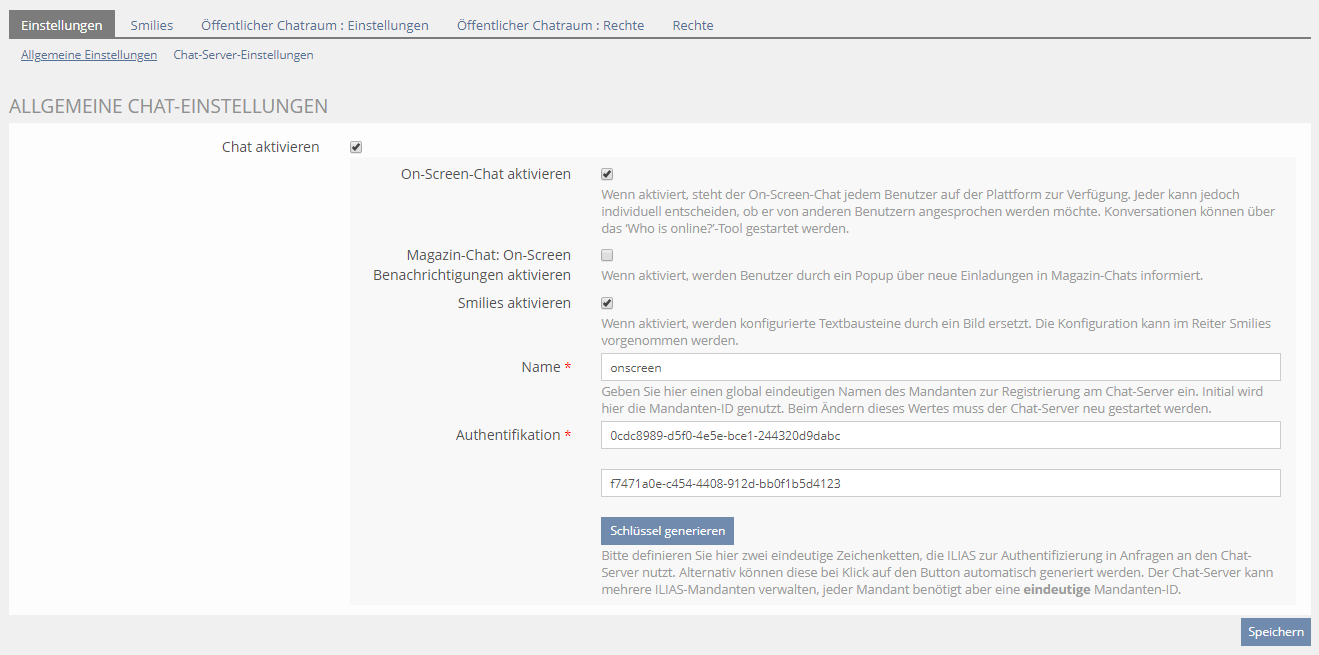 Einstellungen Smilies Öffentlicher Chatraum : Einstellungen Öffentlicher Chatraum : Rechte Rechte
Allgemeine Einstellungen Chat-Server-Einstellungen
ALLGEMEINE CHAT-EINSTELLUNGEN
Chat aktivieren
On-Screen-Chat aktivieren
Wenn aktiviert, steht der On-Screen-Chat jedem Benutzer auf der Plattform zur Verfügung. Jeder kann jedoch
individuell entscheiden, ob er von anderen Benutzern angesprochen werden möchte. Konversationen können über
das 'Who is online?'-Tool gestartet werden.
Magazin-Chat: On-Screen
Benachrichtigungen aktivieren
Wenn aktiviert, werden Benutzer durch ein Popup über neue Einladungen in Magazin-Chats informiert.
Smilies aktivieren
Wenn aktiviert, werden konfigurierte Textbausteine durch ein Bild ersetzt. Die Konfiguration kann im Reiter Smilies
vorgenommen werden.
Name *
onscreen
Geben Sie hier einen global eindeutigen Namen des Mandanten zur Registrierung am Chat-Server ein. Initial wird
hier die Mandanten-ID genutzt. Beim Ändern dieses Wertes muss der Chat-Server neu gestartet werden.
Authentifikation *
0cdc8989-d5f0-4e5e-bce1-244320d9dabc
f7471a0e-c454-4408-912d-bb0f1b5d4123
Schlüssel generieren
Bitte definieren Sie hier zwei eindeutige Zeichenketten, die ILIAS zur Authentifizierung in Anfragen an den Chat-
Server nutzt. Alternativ können diese bei Klick auf den Button automatisch generiert werden. Der Chat-Server kann
mehrere ILIAS-Mandanten verwalten, jeder Mandant benötigt aber eine eindeutige Mandanten-ID.
Speichern